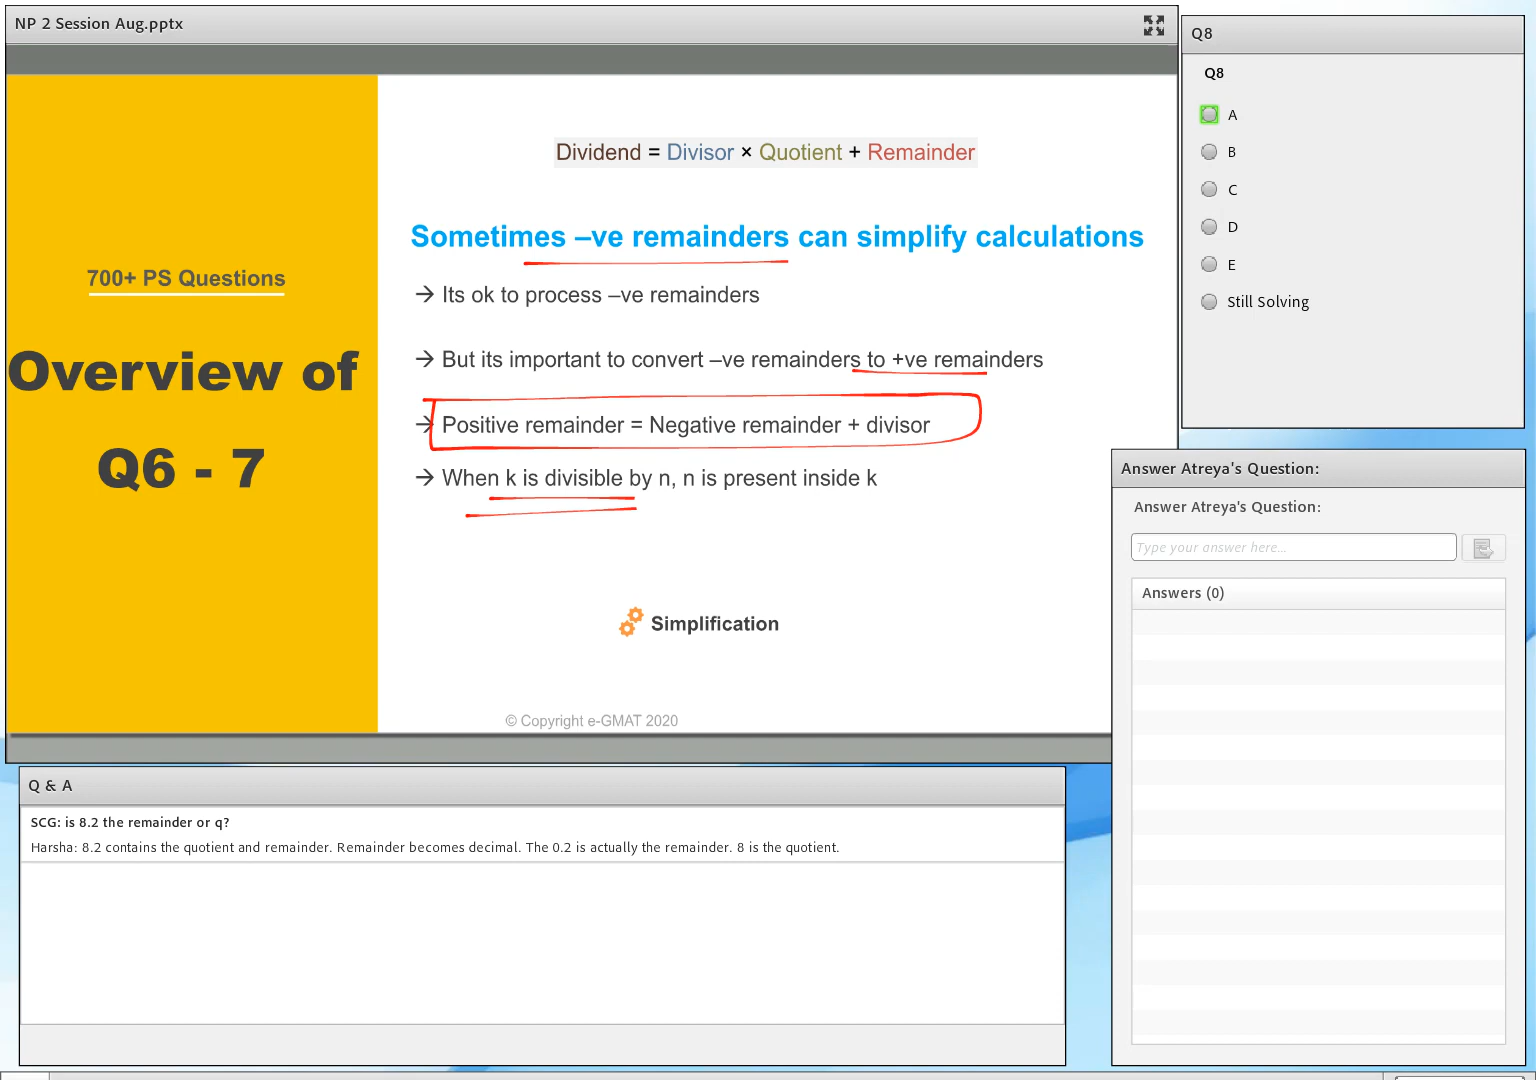 NP 2 Session Aug.pptx
700+ PS Questions
Overview of
Q6 - 7
Dividend = Divisor × Quotient + Remainder
Sometimes –ve remainders can simplify calculations
→ Its ok to process –ve remainders
→ But its important to convert –ve remainders to +ve remainders
→ Positive remainder = Negative remainder + divisor
→ When k is divisible by n, n is present inside k
Simplification
© Copyright e-GMAT 2020
Q8
Q8
A
B
C
D
E
Still Solving
Answer Atreya's Question:
Answer Atreya's Question:
Type your answer here...
Answers (0)
Q & A
SCG: is 8.2 the remainder or q?
Harsha: 8.2 contains the quotient and remainder. Remainder becomes decimal. The 0.2 is actually the remainder. 8 is the quotient.